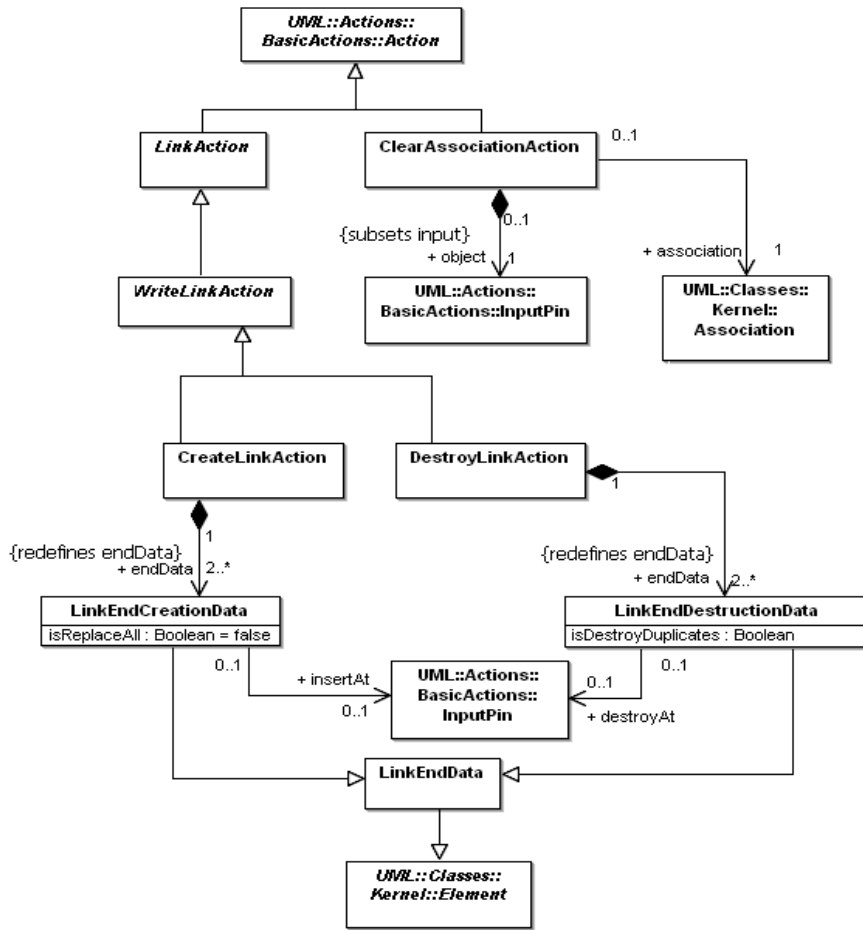 UML::Actions::
BasicActions::Action
LinkAction
ClearAssociationAction
0..1
0..1
{subsets input}
+ object
1
+ association
1
WriteLinkAction
UML::Actions::
BasicActions::InputPin
UML::Classes::
Kernel::
Association
CreateLinkAction
DestroyLinkAction
1
1
{redefines endData}
+ endData
2..*
{redefines endData}
+ endData
2..*
LinkEndCreationData
isReplaceAll : Boolean = false
LinkEndDestructionData
isDestroyDuplicates : Boolean
0..1
+ insertAt
0..1
UML::Actions::
BasicActions::
InputPin
0..1
0..1
+ destroyAt
LinkEndData
UML::Classes::
Kernel::Element